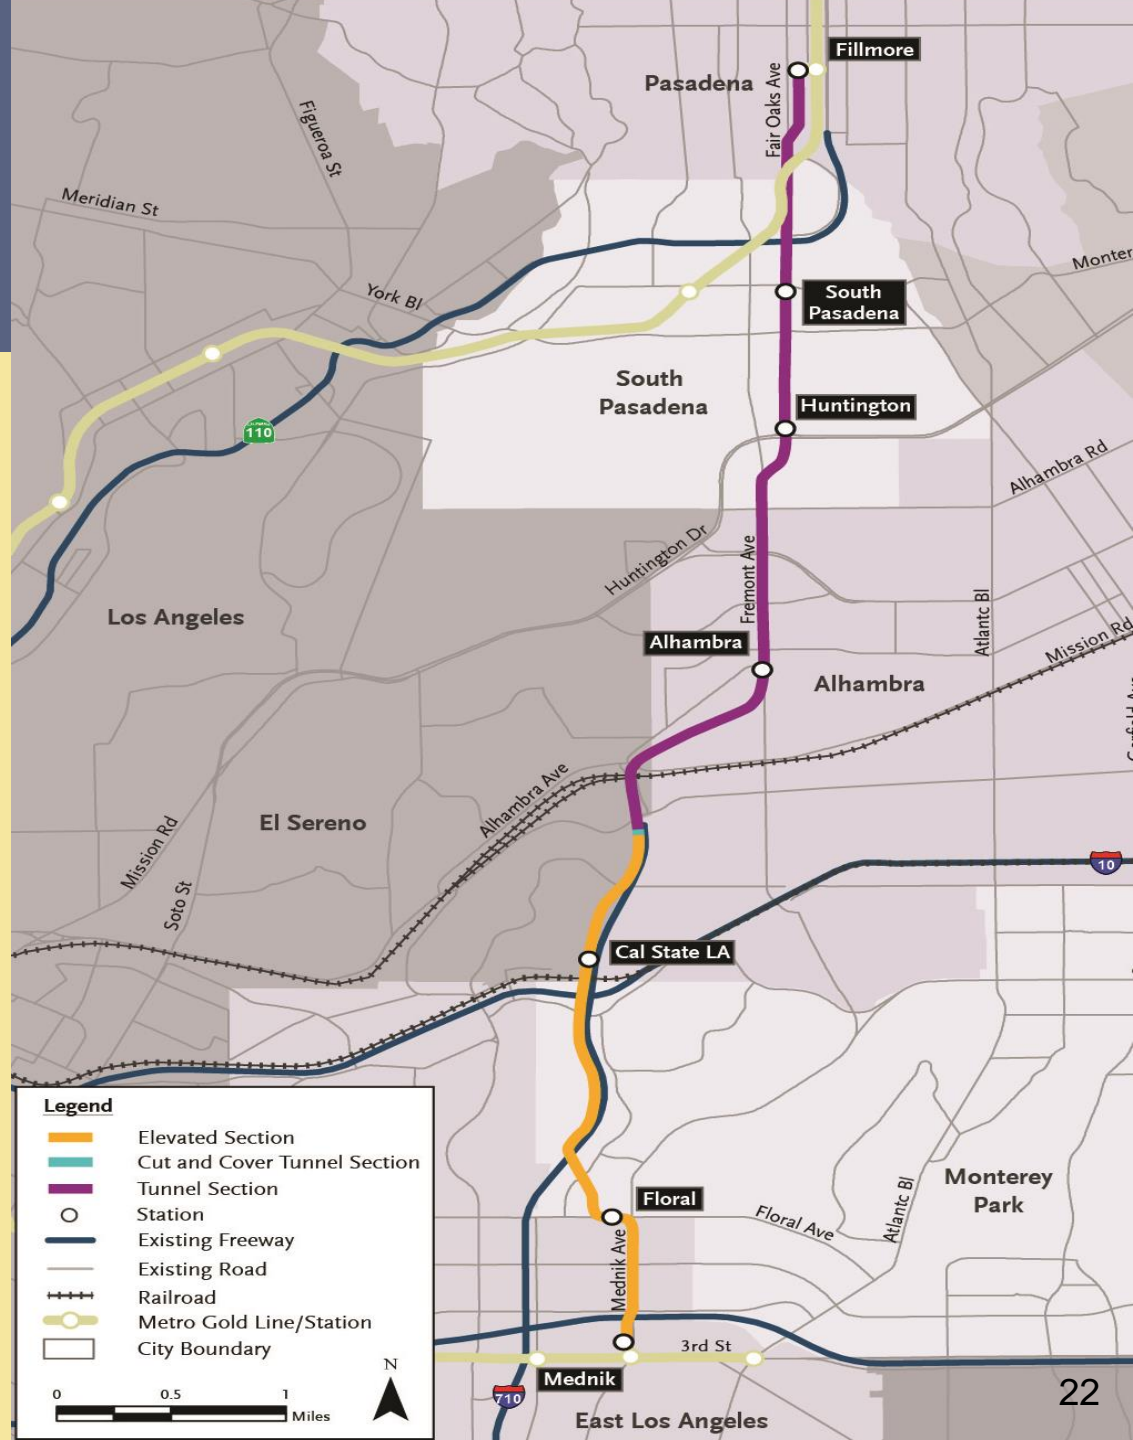 Fillmore
Pasadena
Fair Oaks Ave
Figueroa St
Meridian St
Monter
York Bl
South
Pasadena
South
Pasadena
Huntington
CALIFORNIA
110
Alhambra Rd
Huntington Dr
Fremont Ave
Los Angeles
Atlantc Bl
Mission Rd
Alhambra
Alhambra
Alhambra Ave
El Sereno
Mission Rd
10
Soto St
Cal State LA
Monterey
Park
Floral
Floral Ave
Atlantc Bl
Mednik Ave
3rd St
Mednik
710
East Los Angeles
22
Legend
Elevated Section
Cut and Cover Tunnel Section
Tunnel Section
Station
Existing Freeway
Existing Road
Railroad
Metro Gold Line/Station
City Boundary
N
0 0.5 1
Miles